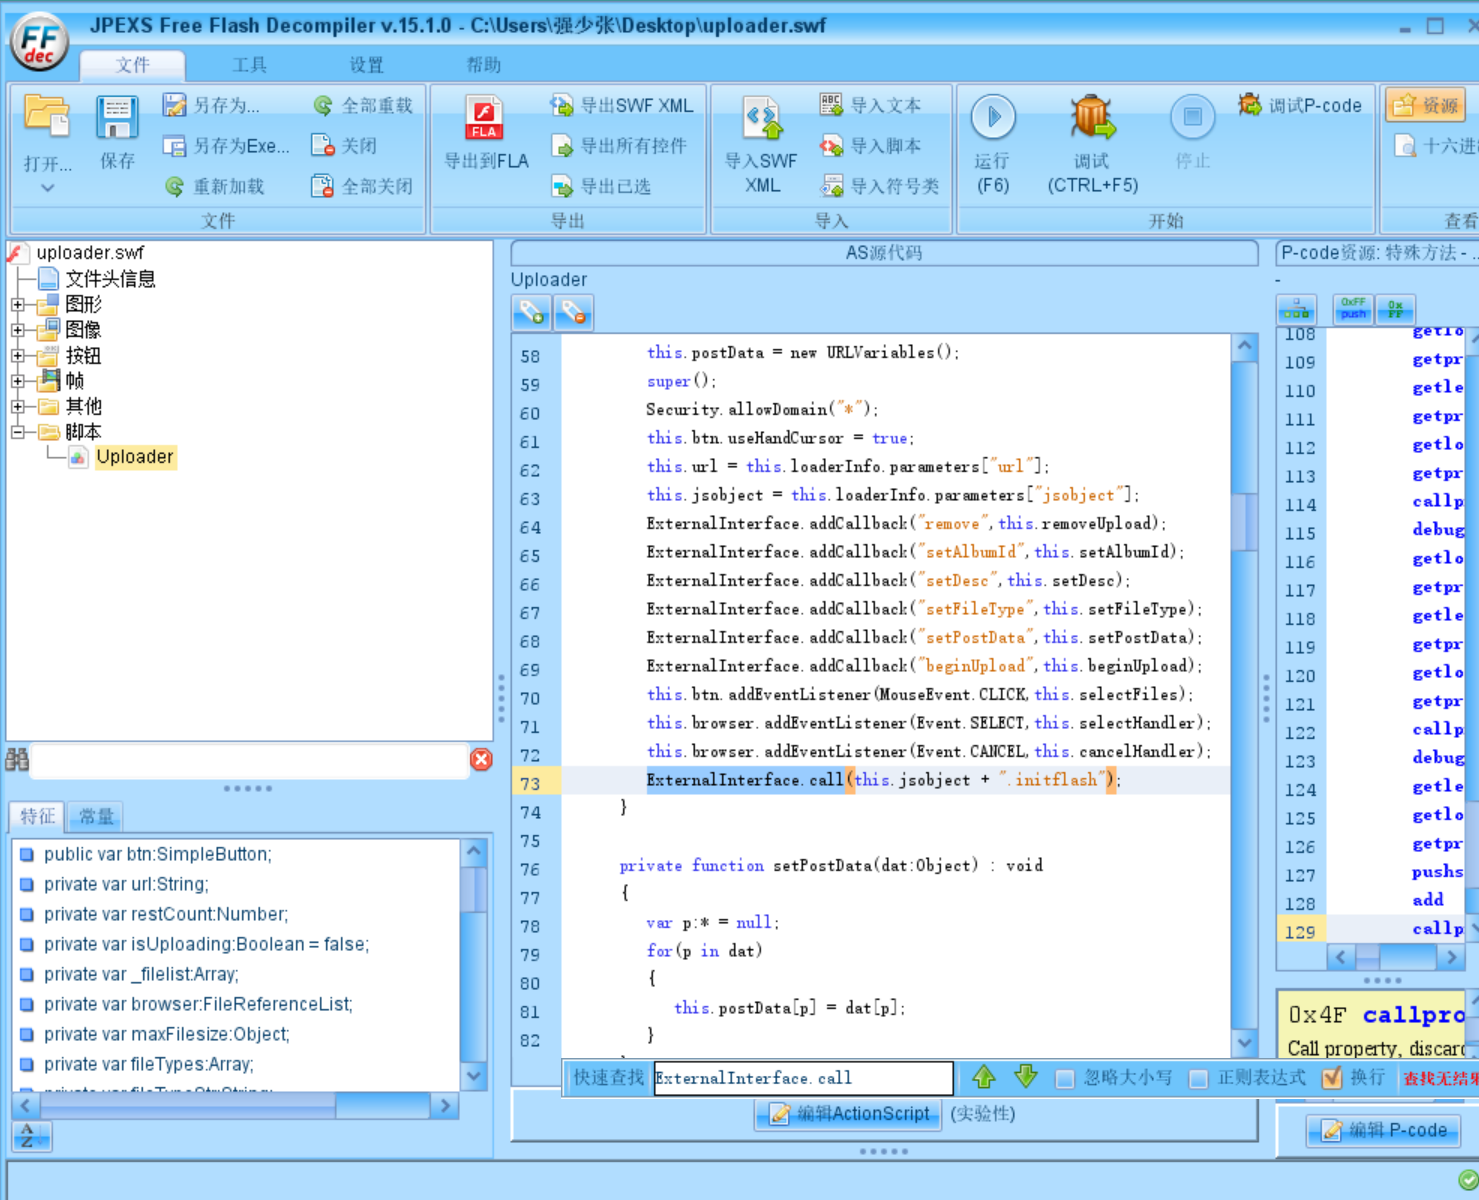 JPEXS Free Flash Decompiler v.15.1.0 - C:\Users\强少张\Desktop\uploader.swf
FF
dec
文件 工具 设置 帮助
打开...
保存
另存为...
另存为Exe...
重新加载
全部重载
关闭
全部关闭
文件
FLA
导出到FLA
导出SWF XML
导出所有控件
导出已选
导出
导入SWF
XML
ABC
导入文本
导入脚本
导入符号类
导入
运行
(F6)
调试
(CTRL+F5)
停止
调试P-code
开始
资源
十六进
查看
uploader.swf
文件头信息
图形
图像
按钮
帧
其他
脚本
Uploader
特征 常量
public var btn:SimpleButton;
private var url:String;
private var restCount:Number;
private var isUploading:Boolean = false;
private var _filelist:Array;
private var browser:FileReferenceList;
private var maxFilesize:Object;
private var fileTypes:Array;
private var fileTypeStr:String;
A
Z
AS源代码
Uploader
58 this.postData = new URLVariables();
59 super();
60 Security.allowDomain("*");
61 this.btn.useHandCursor = true;
62 this.url = this.loaderInfo.parameters["url"];
63 this.jsobject = this.loaderInfo.parameters["jsobject"];
64 ExternalInterface.addCallback("remove",this.removeUpload);
65 ExternalInterface.addCallback("setAlbumId",this.setAlbumId);
66 ExternalInterface.addCallback("setDesc",this.setDesc);
67 ExternalInterface.addCallback("setFileType",this.setFileType);
68 ExternalInterface.addCallback("setPostData",this.setPostData);
69 ExternalInterface.addCallback("beginUpload",this.beginUpload);
70 this.btn.addEventListener(MouseEvent.CLICK,this.selectFiles);
71 this.browser.addEventListener(Event.SELECT,this.selectHandler);
72 this.browser.addEventListener(Event.CANCEL,this.cancelHandler);
73 ExternalInterface.call(this.jsobject + ".initflash");
74 }
75
76 private function setPostData(dat:Object) : void
77 {
78 var p:* = null;
79 for(p in dat)
80 {
81 this.postData[p] = dat[p];
82 }
快速查找 ExternalInterface.call 忽略大小写 正则表达式 换行 查找无结果
编辑ActionScript (实验性)
P-code资源: 特殊方法 - ..
-
0xFF
push
0x
FF
108 getlo
109 getpr
110 getle
111 getpr
112 getlo
113 getpr
114 callp
115 debug
116 getlo
117 getpr
118 getle
119 getpr
120 getlo
121 getpr
122 callp
123 debug
124 getle
125 getlo
126 getpr
127 pushs
128 add
129 callp
0x4F callpro
Call property, discard
编辑 P-code